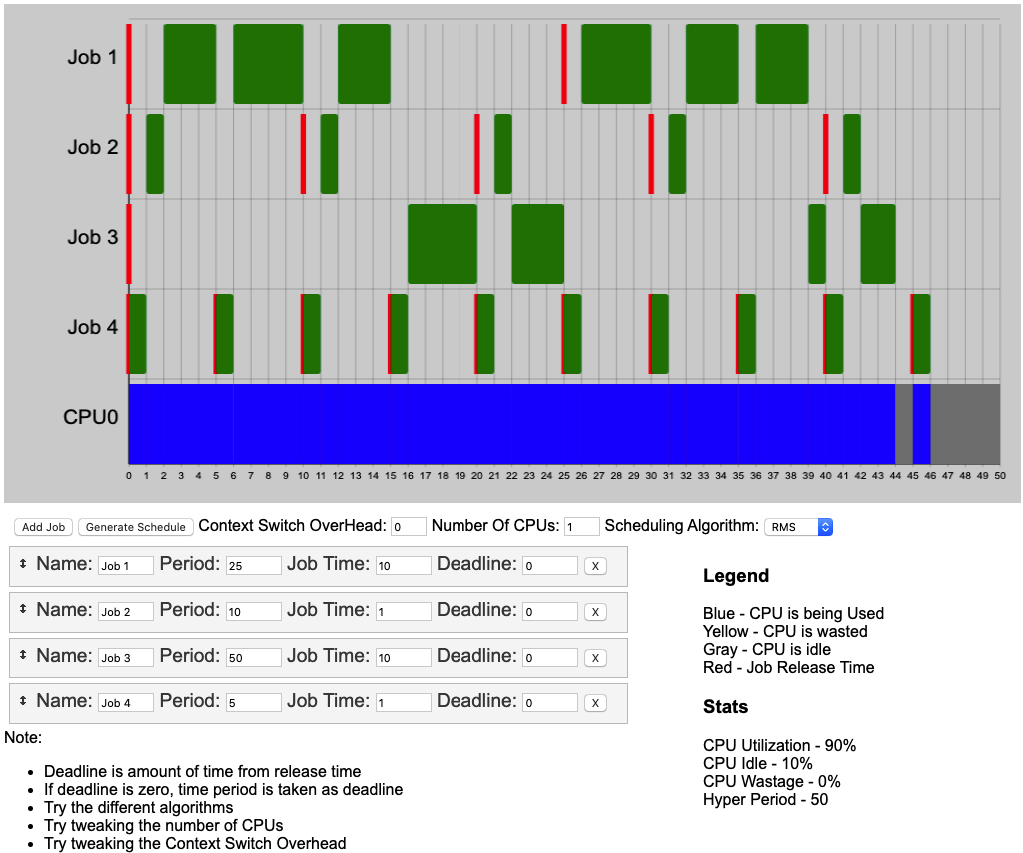 Job 1
Job 2
Job 3
Job 4
CPU0
0 1 2 3 4 5 6 7 8 9 10 11 12 13 14 15 16 17 18 19 20 21 22 23 24 25 26 27 28 29 30 31 32 33 34 35 36 37 38 39 40 41 42 43 44 45 46 47 48 49 50
Add Job Generate Schedule Context Switch OverHead: 0 Number Of CPUs: 1 Scheduling Algorithm: RMS
Name: Job 1 Period: 25 Job Time: 10 Deadline: 0 X
Name: Job 2 Period: 10 Job Time: 1 Deadline: 0 X
Name: Job 3 Period: 50 Job Time: 10 Deadline: 0 X
Name: Job 4 Period: 5 Job Time: 1 Deadline: 0 X
Note:
• Deadline is amount of time from release time
• If deadline is zero, time period is taken as deadline
• Try the different algorithms
• Try tweaking the number of CPUs
• Try tweaking the Context Switch Overhead
Legend
Blue - CPU is being Used
Yellow - CPU is wasted
Gray - CPU is idle
Red - Job Release Time
Stats
CPU Utilization - 90%
CPU Idle - 10%
CPU Wastage - 0%
Hyper Period - 50